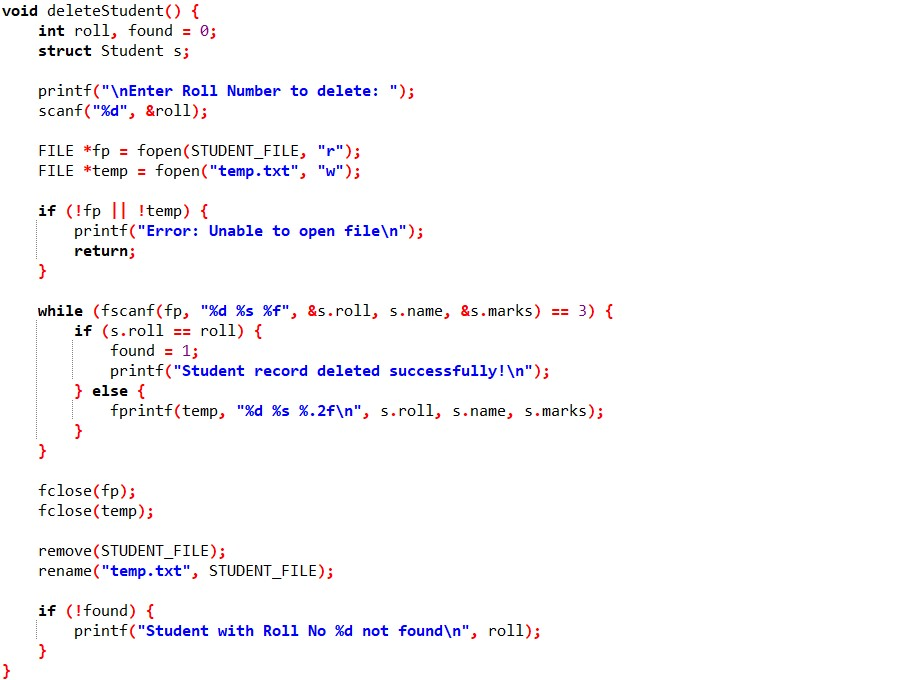 void deleteStudent() {
    int roll, found = 0;
    struct Student s;

    printf("\nEnter Roll Number to delete: ");
    scanf("%d", &roll);

    FILE *fp = fopen(STUDENT_FILE, "r");
    FILE *temp = fopen("temp.txt", "w");

    if (!fp || !temp) {
        printf("Error: Unable to open file\n");
        return;
    }

    while (fscanf(fp, "%d %s %f", &s.roll, s.name, &s.marks) == 3) {
        if (s.roll == roll) {
            found = 1;
            printf("Student record deleted successfully!\n");
        } else {
            fprintf(temp, "%d %s %.2f\n", s.roll, s.name, s.marks);
        }
    }

    fclose(fp);
    fclose(temp);

    remove(STUDENT_FILE);
    rename("temp.txt", STUDENT_FILE);

    if (!found) {
        printf("Student with Roll No %d not found\n", roll);
    }
}